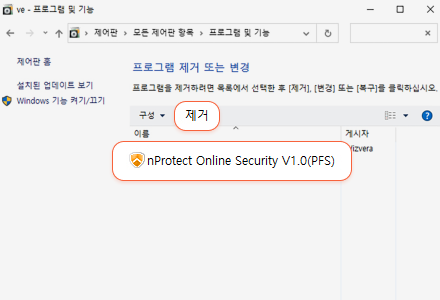 ve - 프로그램 및 기능
제어판 > 모든 제어판 항목 > 프로그램 및 기능
제어판 홈
설치된 업데이트 보기
Windows 기능 켜기/끄기
프로그램 제거 또는 변경
프로그램을 제거하려면 목록에서 선택한 후 [제거], [변경] 또는 [복구]를 클릭하십시오.
구성
제거
이름
게시자
nProtect Online Security V1.0(PFS)